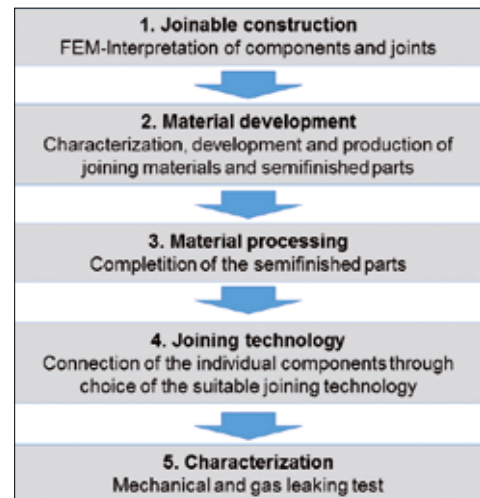 1. Joinable construction
FEM-Interpretation of components and joints
2. Material development
Characterization, development and production of
joining materials and semifinished parts
3. Material processing
Completition of the semifinished parts
4. Joining technology
Connection of the individual components through
choice of the suitable joining technology
5. Characterization
Mechanical and gas leaking test